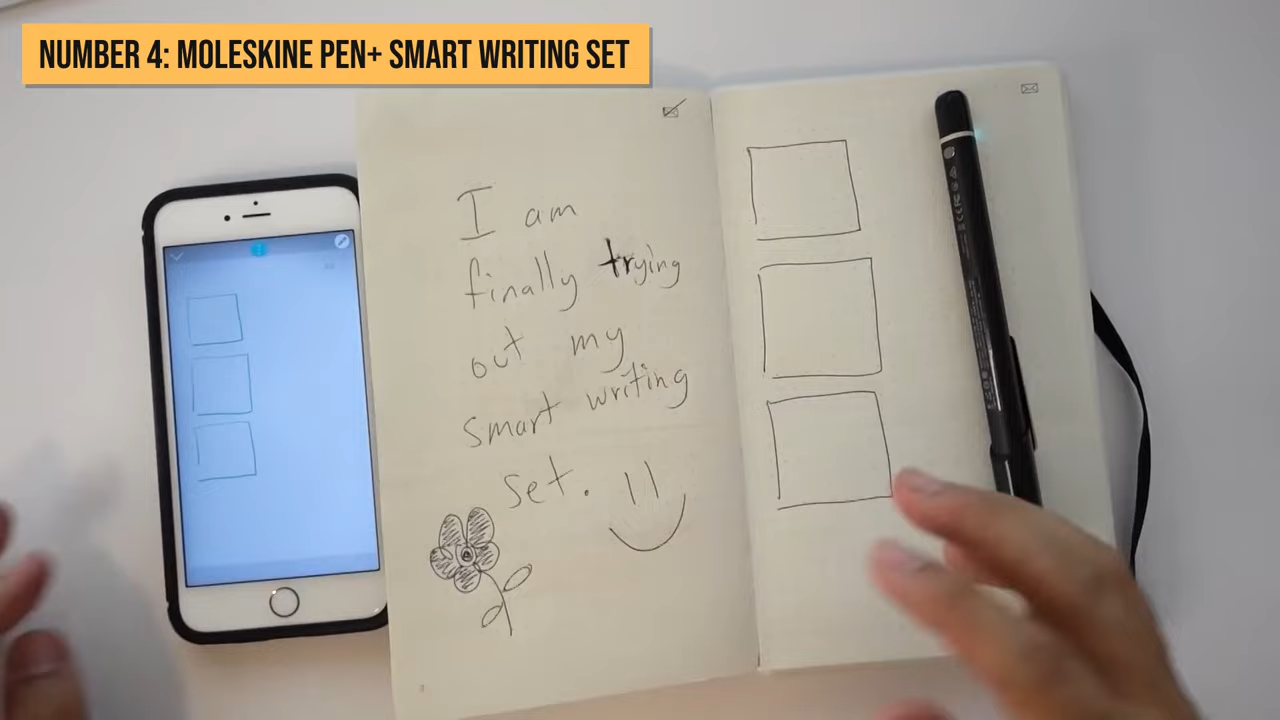 NUMBER 4: MOLESKINE PEN+ SMART WRITING SET
I am
finally trying
out my
smart writing
set.